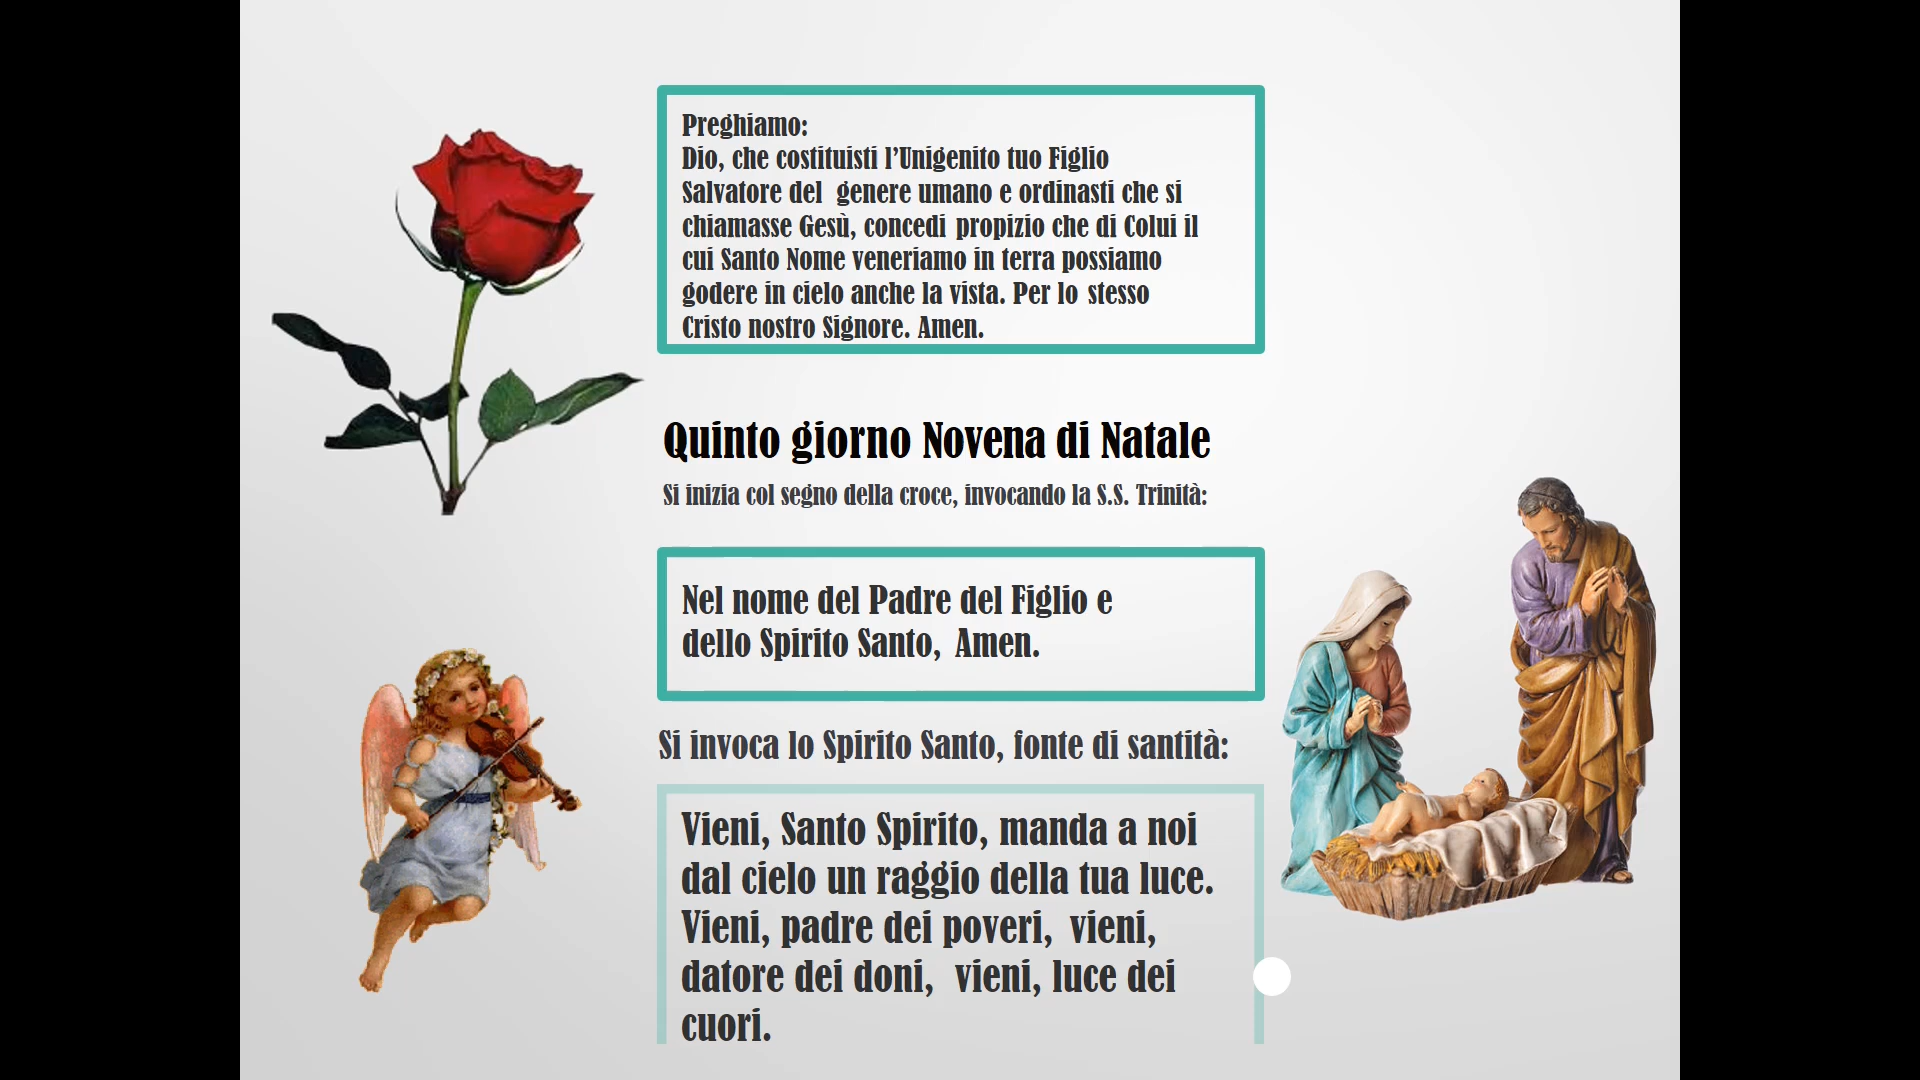 Preghiamo:
Dio, che costituisti l’Unigenito tuo Figlio
Salvatore del genere umano e ordinasti che si
chiamasse Gesù, concedi propizio che di Colui il
cui Santo Nome veneriamo in terra possiamo
godere in cielo anche la vista. Per lo stesso
Cristo nostro Signore. Amen.
Quinto giorno Novena di Natale
Si inizia col segno della croce, invocando la S.S. Trinità:
Nel nome del Padre del Figlio e
dello Spirito Santo, Amen.
Si invoca lo Spirito Santo, fonte di santità:
Vieni, Santo Spirito, manda a noi
dal cielo un raggio della tua luce.
Vieni, padre dei poveri, vieni,
datore dei doni, vieni, luce dei
cuori.